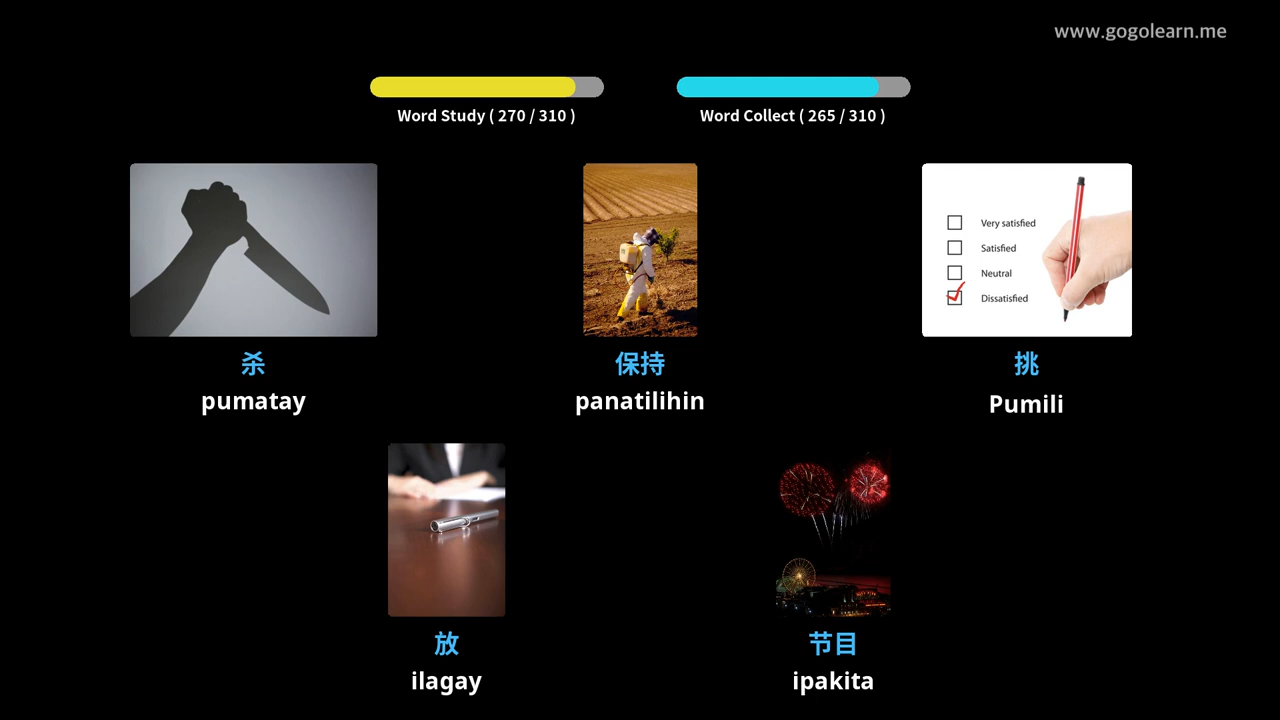 www.gogolearn.me
Word Study ( 270 / 310 )
Word Collect ( 265 / 310 )
Very satisfied
Satisfied
Neutral
Dissatisfied
杀
保持
挑
pumatay
panatilihin
Pumili
放
节目
ilagay
ipakita